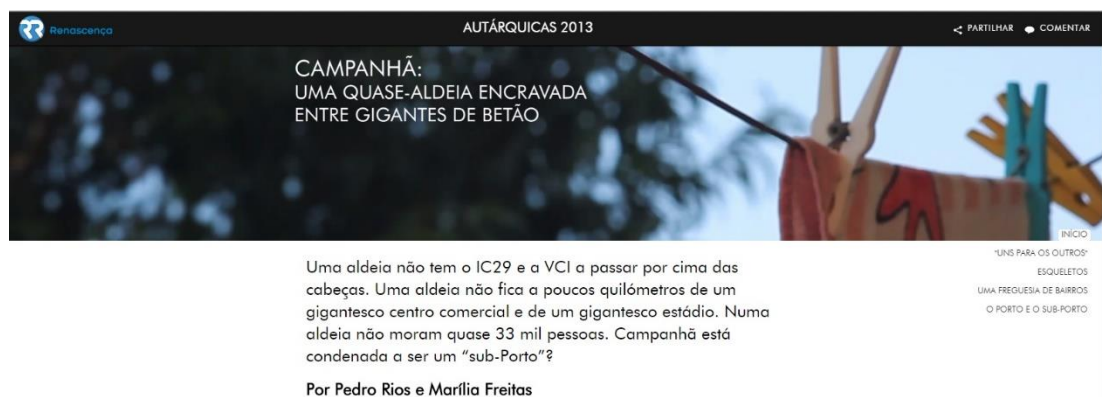 Renascença
AUTÁRQUICAS 2013
PARTILHAR
COMENTAR
CAMPANHÃ:
UMA QUASE-ALDEIA ENCRAVADA
ENTRE GIGANTES DE BETÃO
INÍCIO
"UNS PARA OS OUTROS"
ESQUELETOS
UMA FREGUESIA DE BAIRROS
O PORTO E O SUB-PORTO
Uma aldeia não tem o IC29 e a VCI a passar por cima das
cabeças. Uma aldeia não fica a poucos quilómetros de um
gigantesco centro comercial e de um gigantesco estádio. Numa
aldeia não moram quase 33 mil pessoas. Campanhã está
condenada a ser um “sub-Porto”?
Por Pedro Rios e Marília Freitas